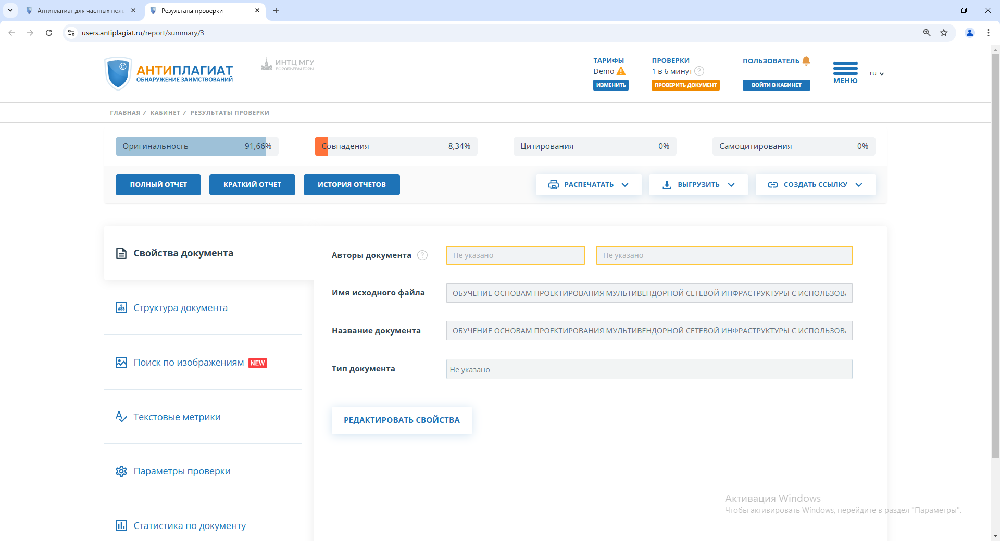 Антиплагиат для частных поль
Результаты проверки
users.antiplagiat.ru/report/summary/3
©
АНТИПЛАГИАТ
ОБНАРУЖЕНИЕ ЗАИМСТВОВАНИЙ
ИНТЦ МГУ
ВОРОБЬЕВЫ ГОРЫ
ТАРИФЫ
Demo
ИЗМЕНИТЬ
ПРОВЕРКИ
1 в 6 минут ?
ПРОВЕРИТЬ ДОКУМЕНТ
ПОЛЬЗОВАТЕЛЬ
ВОЙТИ В КАБИНЕТ
МЕНЮ
ru
ГЛАВНАЯ / КАБИНЕТ / РЕЗУЛЬТАТЫ ПРОВЕРКИ
Оригинальность 91,66%
Совпадения 8,34%
Цитирования 0%
Самоцитирования 0%
ПОЛНЫЙ ОТЧЕТ
КРАТКИЙ ОТЧЕТ
ИСТОРИЯ ОТЧЕТОВ
РАСПЕЧАТАТЬ
ВЫГРУЗИТЬ
СОЗДАТЬ ССЫЛКУ
Свойства документа
Структура документа
Поиск по изображениям NEW
Текстовые метрики
Параметры проверки
Статистика по документу
Авторы документа ? Не указано Не указано
Имя исходного файла ОБУЧЕНИЕ ОСНОВАМ ПРОЕКТИРОВАНИЯ МУЛЬТИВЕНДОРНОЙ СЕТЕВОЙ ИНФРАСТРУКТУРЫ С ИСПОЛЬЗОВА
Название документа ОБУЧЕНИЕ ОСНОВАМ ПРОЕКТИРОВАНИЯ МУЛЬТИВЕНДОРНОЙ СЕТЕВОЙ ИНФРАСТРУКТУРЫ С ИСПОЛЬЗОВА
Тип документа Не указано
РЕДАКТИРОВАТЬ СВОЙСТВА
Активация Windows
Чтобы активировать Windows, перейдите в раздел "Параметры".